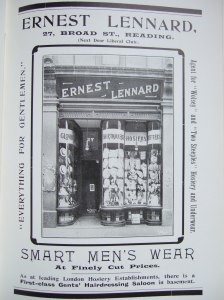 ERNEST LENNARD,
27, BROAD ST., READING.
(Next Door Liberal Club.
"EVERYTHING FOR GENTLEMEN."
ERNEST
LENNARD
HOSIERY
Agent for "Wolsey" and "Two Steeples" Hosiery and Underwear.
SMART MEN'S WEAR
At Finely Cut Prices.
As at leading London Hosiery Establishments, there is a
First-class Gents' Hairdressing Saloon in basement.